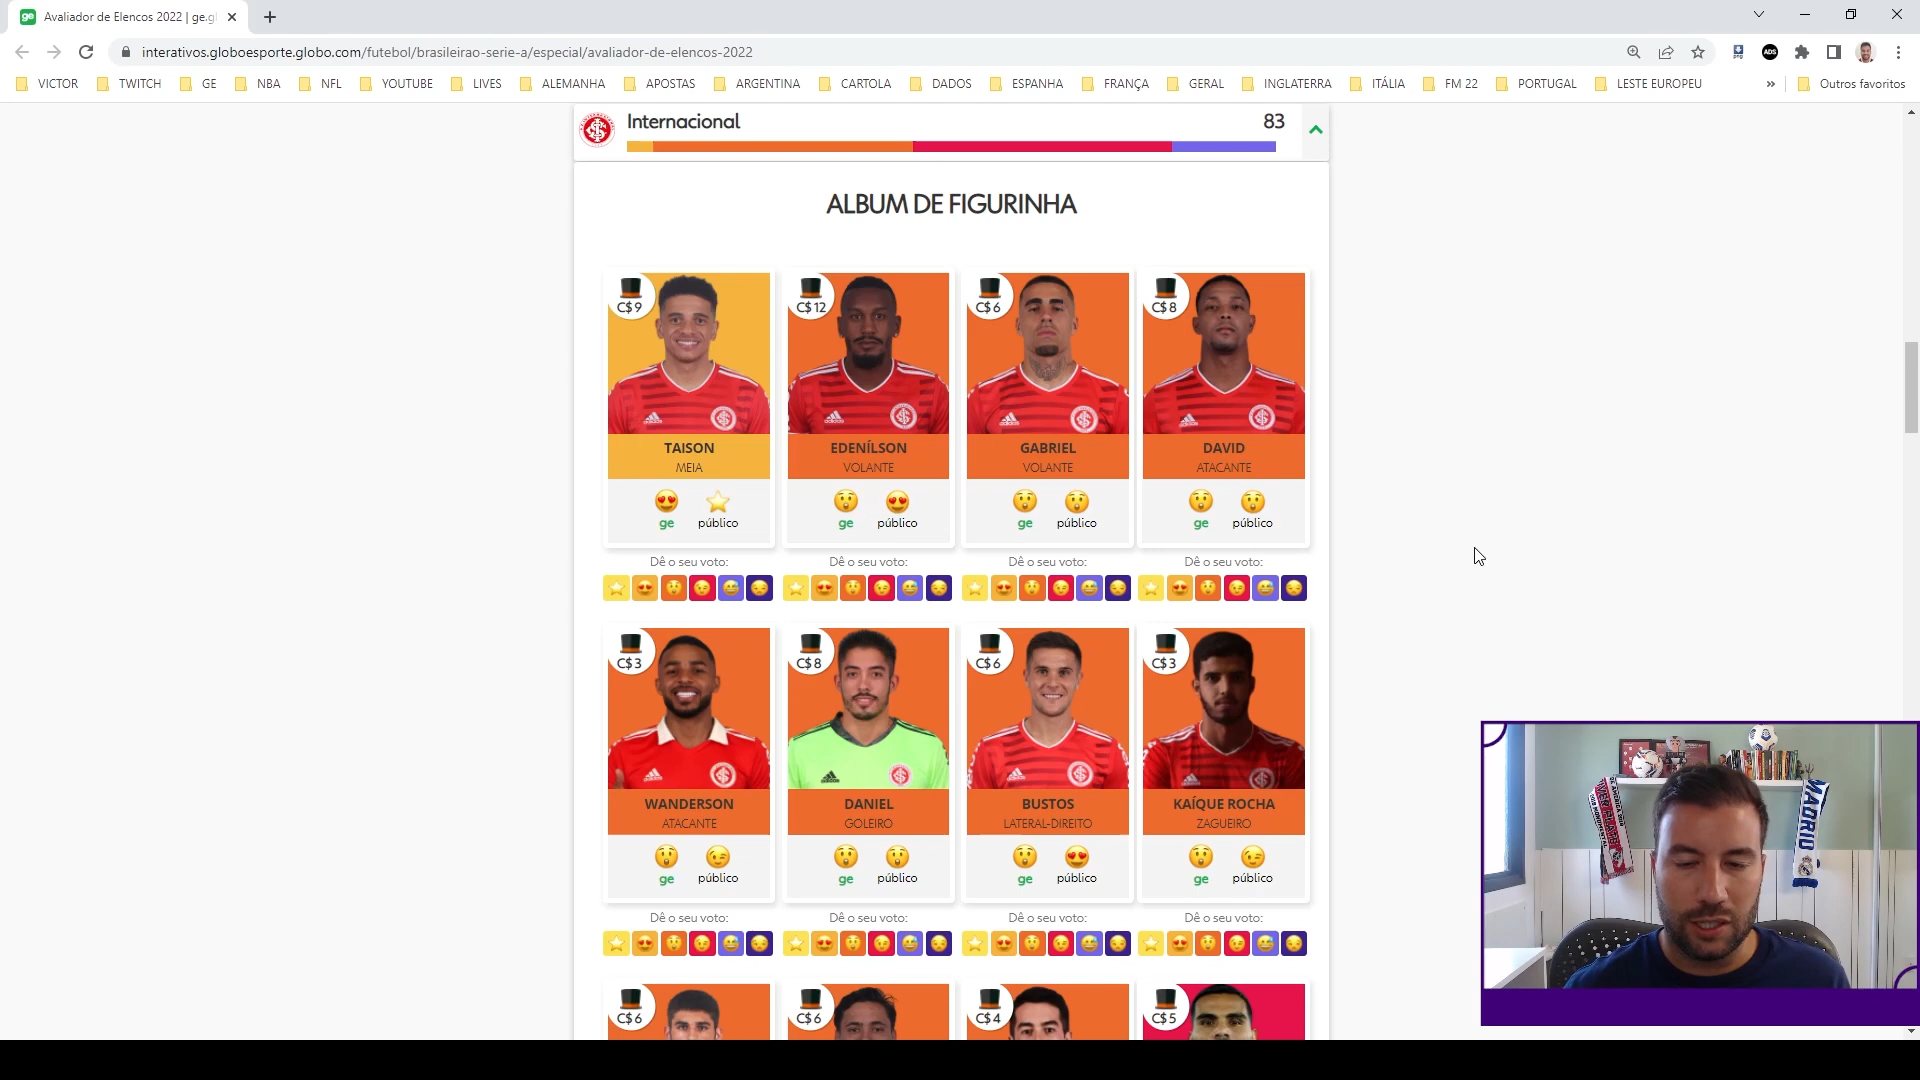 Avaliador de Elencos 2022 | ge.gl
interativos.globoesporte.globo.com/futebol/brasileirao-serie-a/especial/avaliador-de-elencos-2022
VICTOR TWITCH GE NBA NFL YOUTUBE LIVES ALEMANHA APOSTAS ARGENTINA CARTOLA DADOS ESPANHA FRANÇA GERAL INGLATERRA ITÁLIA FM 22 PORTUGAL LESTE EUROPEU » Outros favoritos
Internacional 83
ALBUM DE FIGURINHA
C$ 9 C$ 12 C$ 6 C$ 8
TAISON EDENÍLSON GABRIEL DAVID
MEIA VOLANTE VOLANTE ATACANTE
ge público ge público ge público ge público
Dê o seu voto: Dê o seu voto: Dê o seu voto: Dê o seu voto:
C$ 3 C$ 8 C$ 6 C$ 3
WANDERSON DANIEL BUSTOS KAÍQUE ROCHA
ATACANTE GOLEIRO LATERAL-DIREITO ZAGUEIRO
ge público ge público ge público ge público
Dê o seu voto: Dê o seu voto: Dê o seu voto: Dê o seu voto:
C$ 6 C$ 6 C$ 4 C$ 5
RIVER PLATE
MADRID